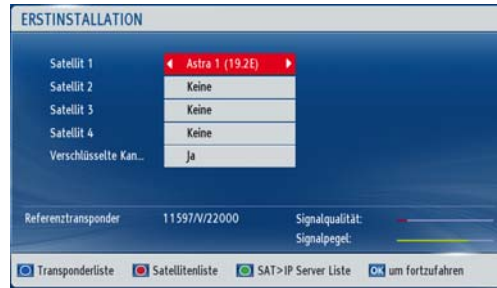 ERSTINSTALLATION
Satellit 1 Astra 1 (19.2E)
Satellit 2 Keine
Satellit 3 Keine
Satellit 4 Keine
Verschlüsselte Kan... Ja
Referenztransponder 11597/V/22000 Signalqualität:
Signalpegel:
Transponderliste Satellitenliste SAT>IP Server Liste OK um fortzufahren